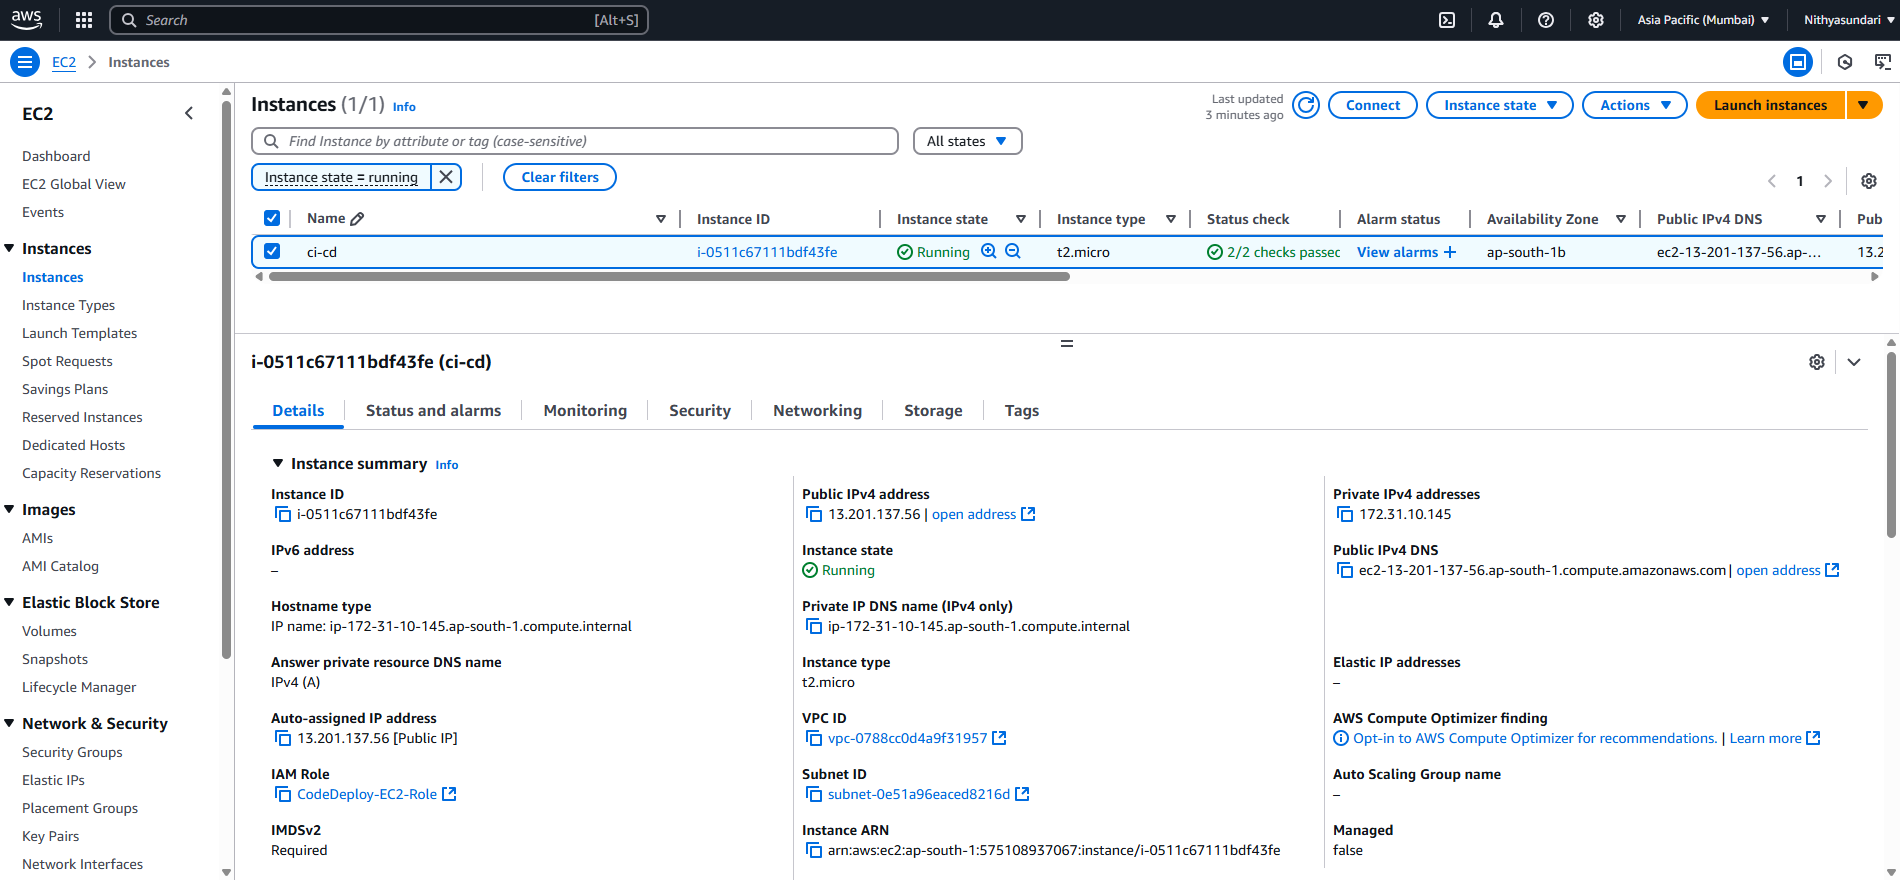 aws
Search [Alt+S]
Asia Pacific (Mumbai) Nithyasundari
EC2 Instances
EC2
Dashboard
EC2 Global View
Events
Instances
Instances
Instance Types
Launch Templates
Spot Requests
Savings Plans
Reserved Instances
Dedicated Hosts
Capacity Reservations
Images
AMIs
AMI Catalog
Elastic Block Store
Volumes
Snapshots
Lifecycle Manager
Network & Security
Security Groups
Elastic IPs
Placement Groups
Key Pairs
Network Interfaces
Instances (1/1) Info
Last updated
3 minutes ago
Connect Instance state Actions Launch instances
Find Instance by attribute or tag (case-sensitive) All states
Instance state = running Clear filters
1
Name Instance ID Instance state Instance type Status check Alarm status Availability Zone Public IPv4 DNS Pub
ci-cd i-0511c67111bdf43fe Running t2.micro 2/2 checks passec View alarms + ap-south-1b ec2-13-201-137-56.ap-... 13.2
i-0511c67111bdf43fe (ci-cd)
Details Status and alarms Monitoring Security Networking Storage Tags
Instance summary Info
Instance ID
i-0511c67111bdf43fe
Public IPv4 address
13.201.137.56 | open address
Private IPv4 addresses
172.31.10.145
IPv6 address
–
Instance state
Running
Public IPv4 DNS
ec2-13-201-137-56.ap-south-1.compute.amazonaws.com | open address
Hostname type
IP name: ip-172-31-10-145.ap-south-1.compute.internal
Private IP DNS name (IPv4 only)
ip-172-31-10-145.ap-south-1.compute.internal
Answer private resource DNS name
IPv4 (A)
Instance type
t2.micro
Elastic IP addresses
–
Auto-assigned IP address
13.201.137.56 [Public IP]
VPC ID
vpc-0788cc0d4a9f31957
AWS Compute Optimizer finding
Opt-in to AWS Compute Optimizer for recommendations. | Learn more
IAM Role
CodeDeploy-EC2-Role
Subnet ID
subnet-0e51a96eaced8216d
Auto Scaling Group name
–
IMDSv2
Required
Instance ARN
arn:aws:ec2:ap-south-1:575108937067:instance/i-0511c67111bdf43fe
Managed
false